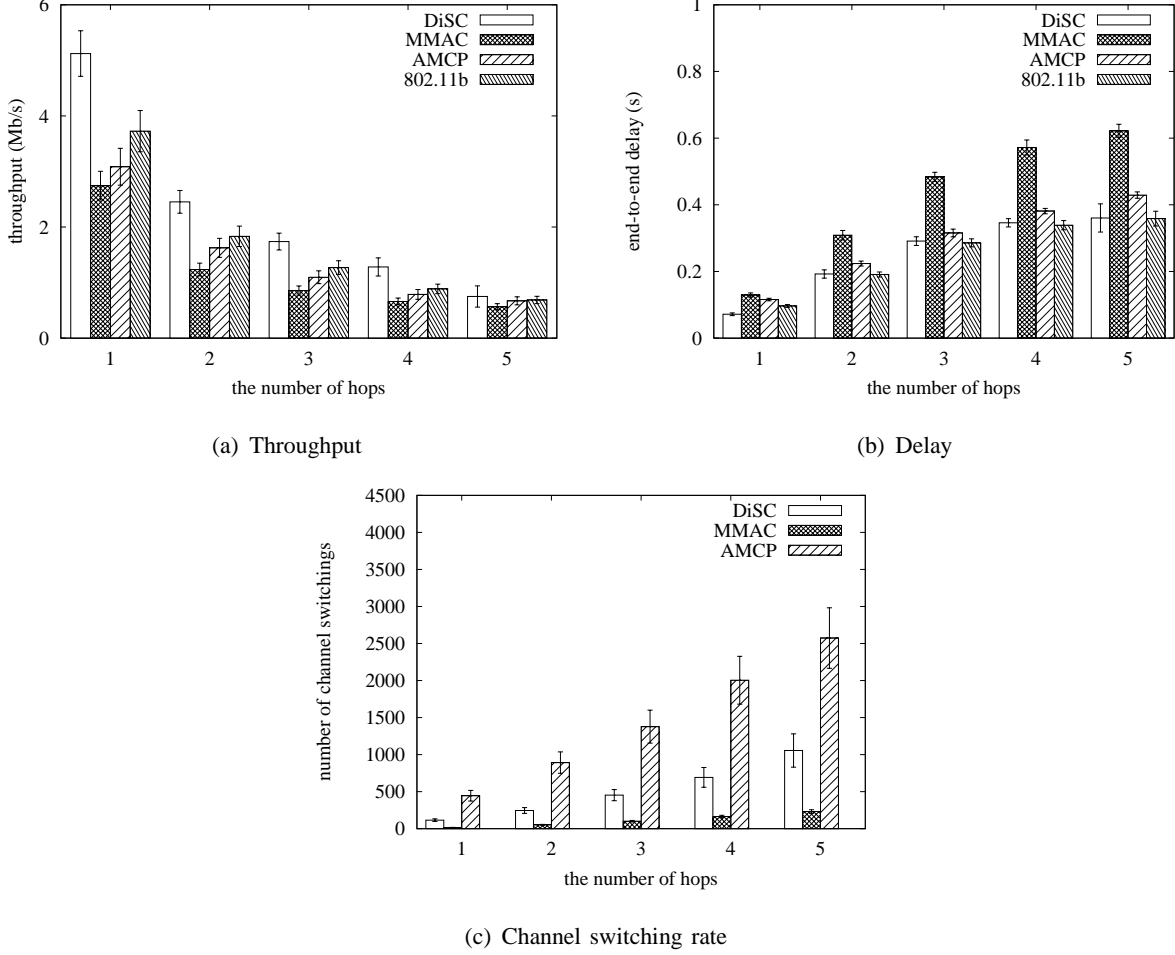 throughput (Mb/s)
6
4
2
0
DiSC
MMAC
AMCP
802.11b
1 2 3 4 5
the number of hops
(a) Throughput
end-to-end delay (s)
1
0.8
0.6
0.4
0.2
0
DiSC
MMAC
AMCP
802.11b
1 2 3 4 5
the number of hops
(b) Delay
number of channel switchings
4500
4000
3500
3000
2500
2000
1500
1000
500
0
DiSC
MMAC
AMCP
1 2 3 4 5
the number of hops
(c) Channel switching rate